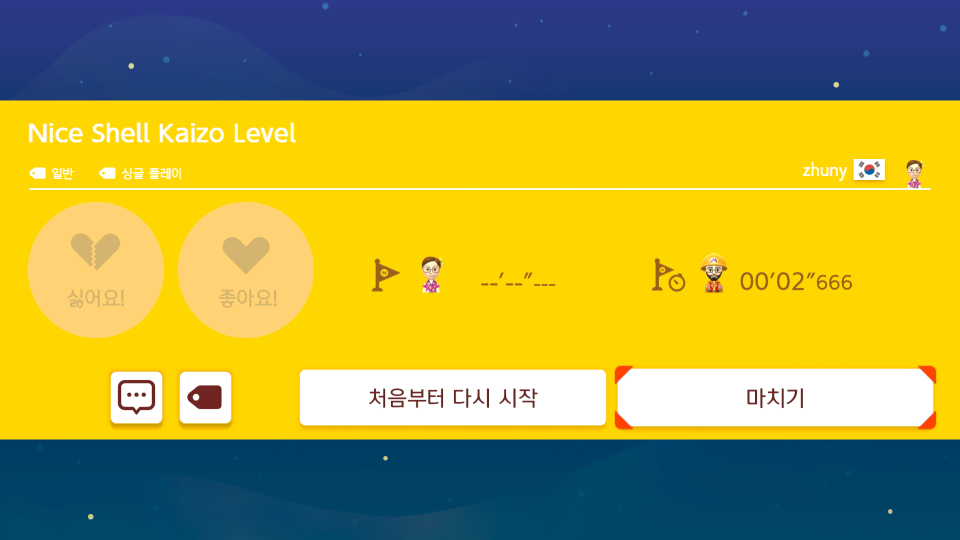 Nice Shell Kaizo Level
일반 싱글 플레이
zhuny
싫어요! 좋아요!
--′--″---
00′02″666
처음부터 다시 시작 마치기